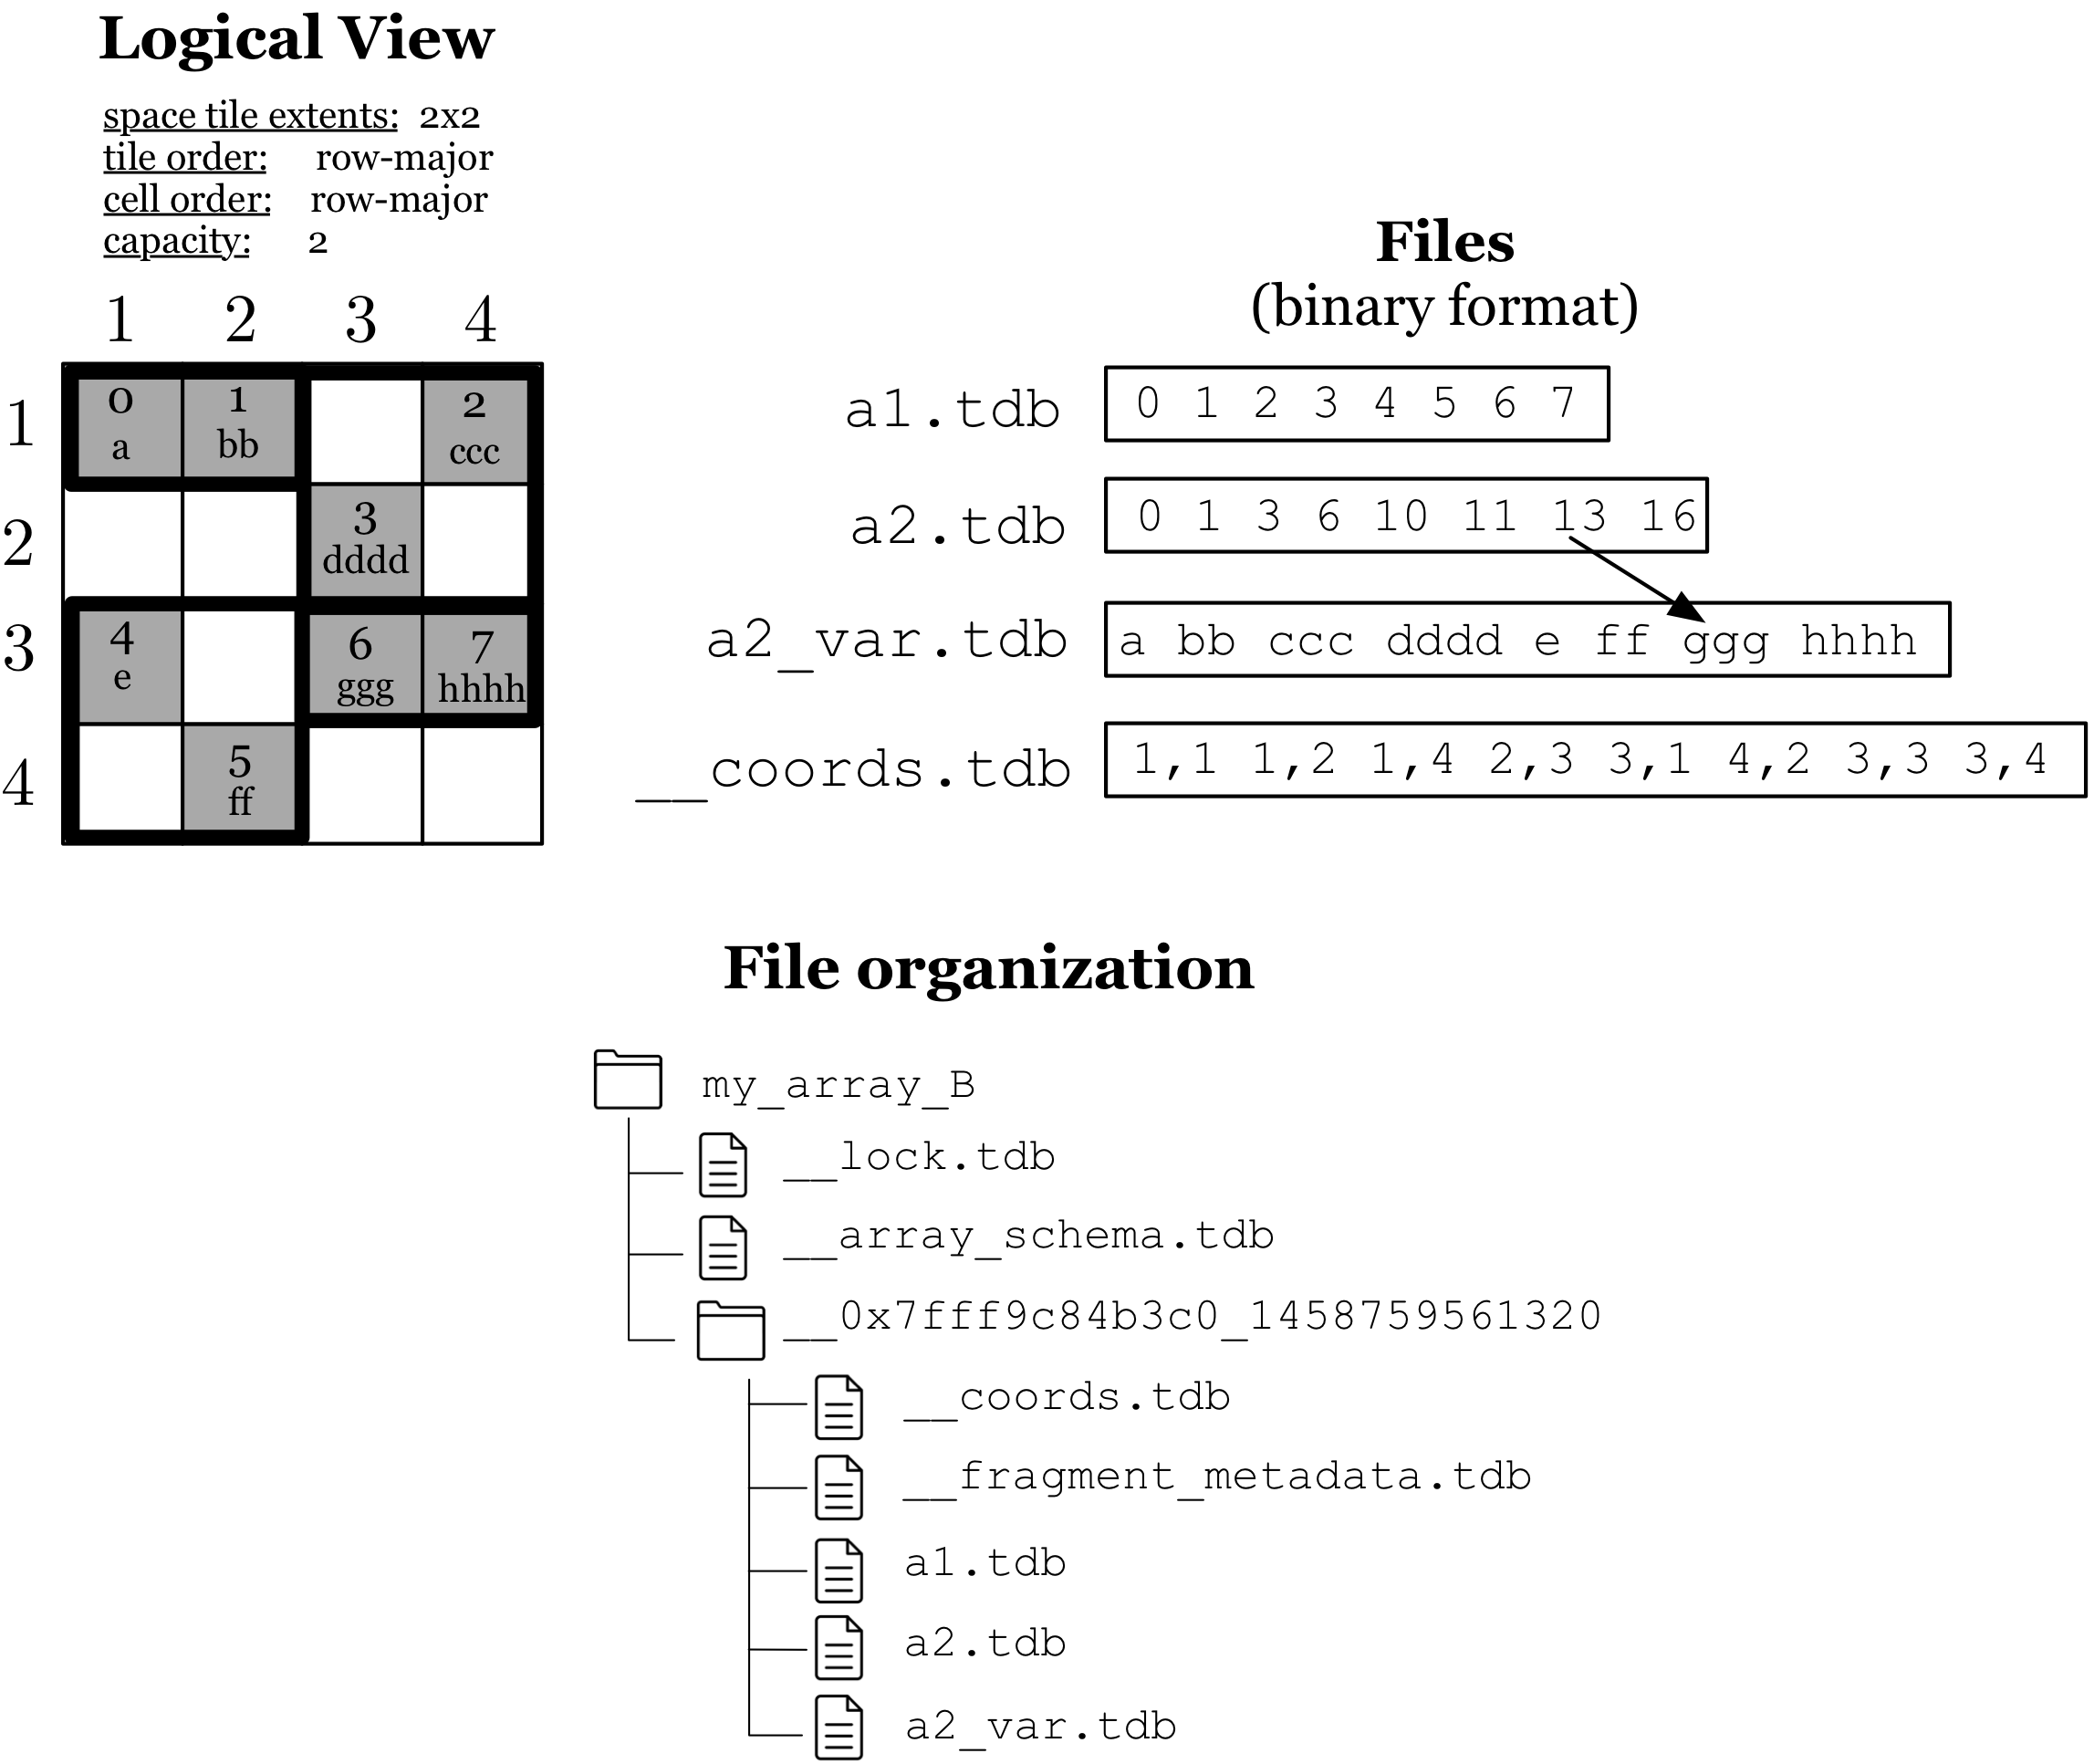 Logical View
space tile extents: 2x2
tile order: row-major
cell order: row-major
capacity: 2
1 2 3 4
1 0 1 2
a bb ccc
2 3
dddd
3 4 6 7
e ggg hhhh
4 5
ff
Files
(binary format)
a1.tdb 0 1 2 3 4 5 6 7
a2.tdb 0 1 3 6 10 11 13 16
a2_var.tdb a bb ccc dddd e ff ggg hhhh
__coords.tdb 1,1 1,2 1,4 2,3 3,1 4,2 3,3 3,4
File organization
my_array_B
__lock.tdb
__array_schema.tdb
__0x7fff9c84b3c0_1458759561320
__coords.tdb
__fragment_metadata.tdb
a1.tdb
a2.tdb
a2_var.tdb